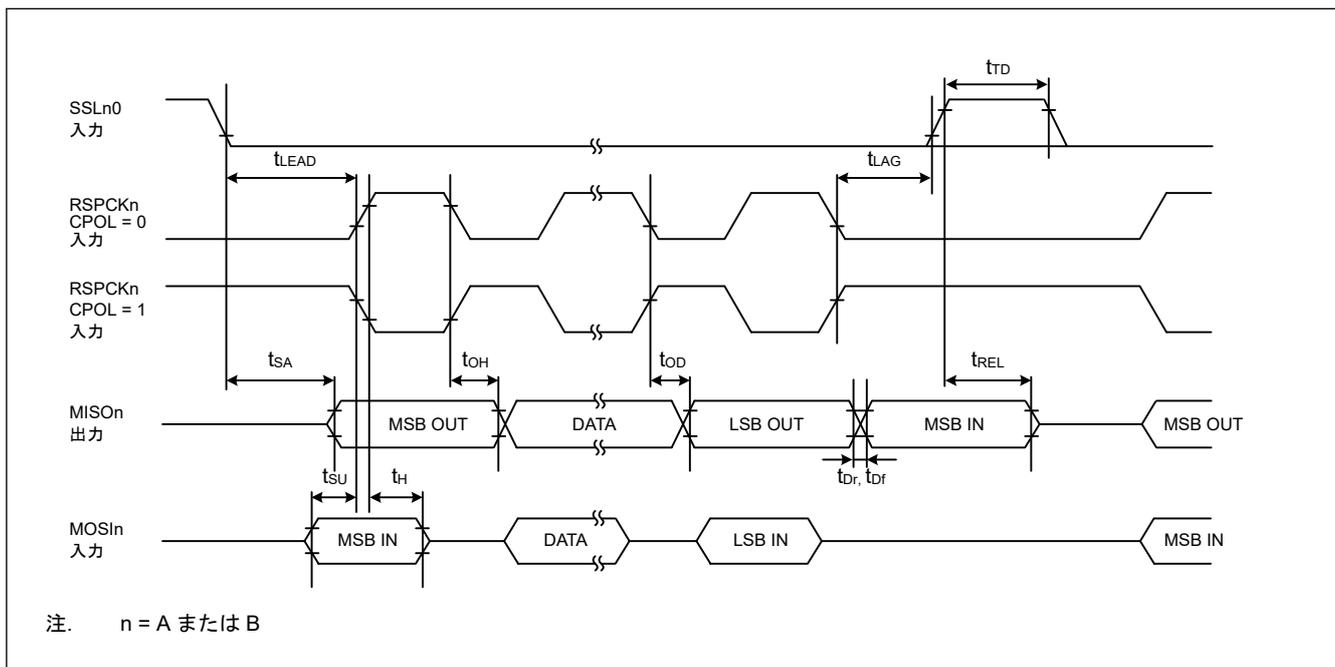 tTD
SSLn0
入力
tLEAD
tLAG
RSPCKn
CPOL = 0
入力
RSPCKn
CPOL = 1
入力
tSA
tOH
tOD
tREL
MISOn
出力
MSB OUT
DATA
LSB OUT
MSB IN
MSB OUT
tSU
tH
tDr, tDf
MOSIn
入力
MSB IN
DATA
LSB IN
MSB IN
注. n = A または B